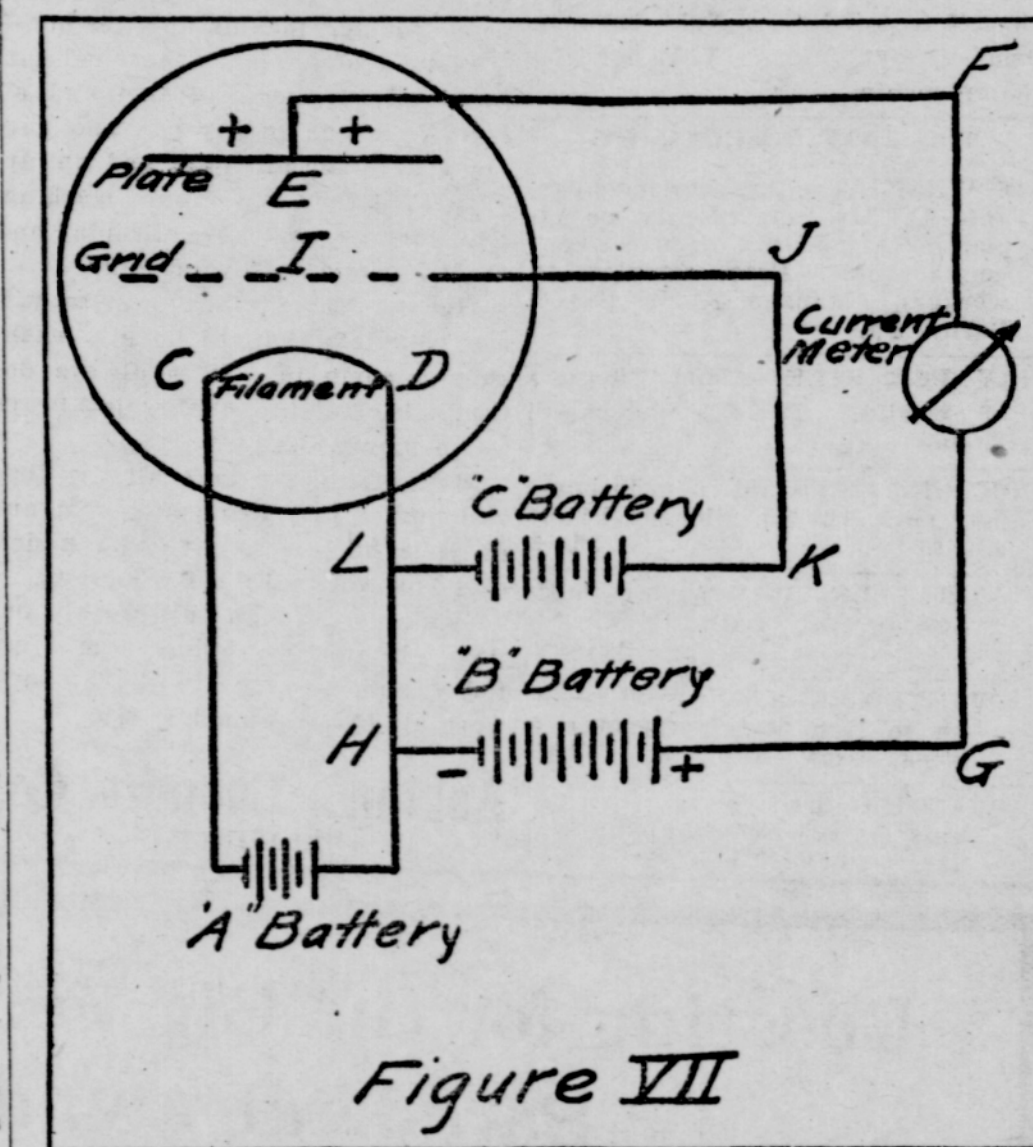 F
+ +
Plate E
Grid I J
Current
Meter
C Filament D
"C" Battery
L K
"B" Battery
H - + G
"A" Battery
Figure VII